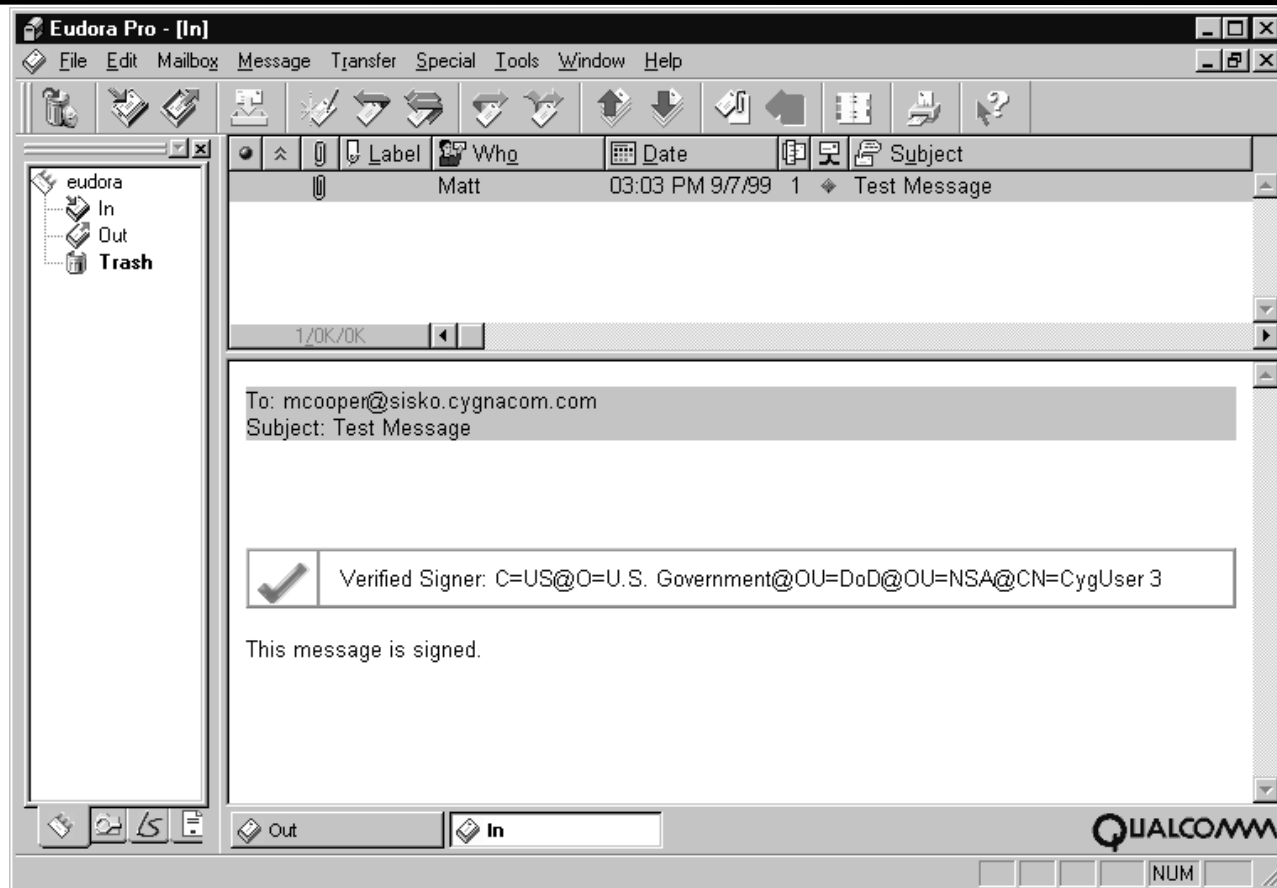 Eudora Pro - [In]
File Edit Mailbox Message Transfer Special Tools Window Help
Label Who Date Subject
Matt 03:03 PM 9/7/99 1 Test Message
eudora
In
Out
Trash
1/0K/0K
To: mcooper@sisko.cygnacom.com
Subject: Test Message
Verified Signer: C=US@O=U.S. Government@OU=DoD@OU=NSA@CN=CygUser 3
This message is signed.
Out In
QUALCOMM
NUM